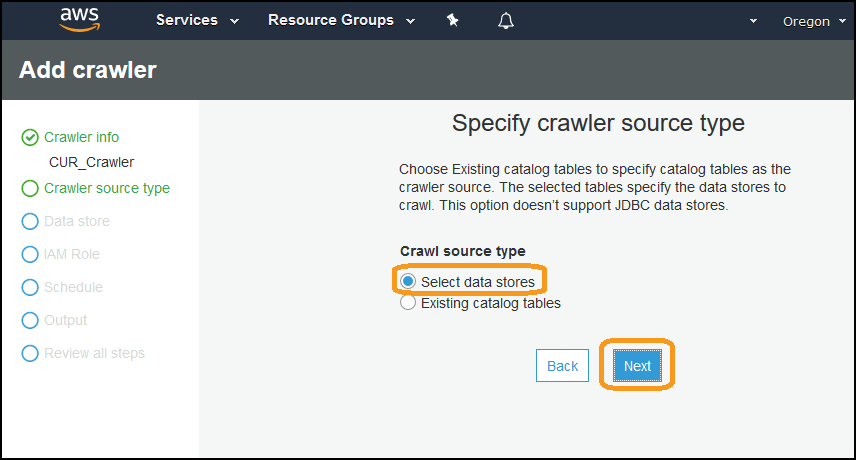 aws Services Resource Groups Oregon
Add crawler
Crawler info
CUR_Crawler
Crawler source type
Data store
IAM Role
Schedule
Output
Review all steps
Specify crawler source type
Choose Existing catalog tables to specify catalog tables as the
crawler source. The selected tables specify the data stores to
crawl. This option doesn't support JDBC data stores.
Crawl source type
Select data stores
Existing catalog tables
Back Next